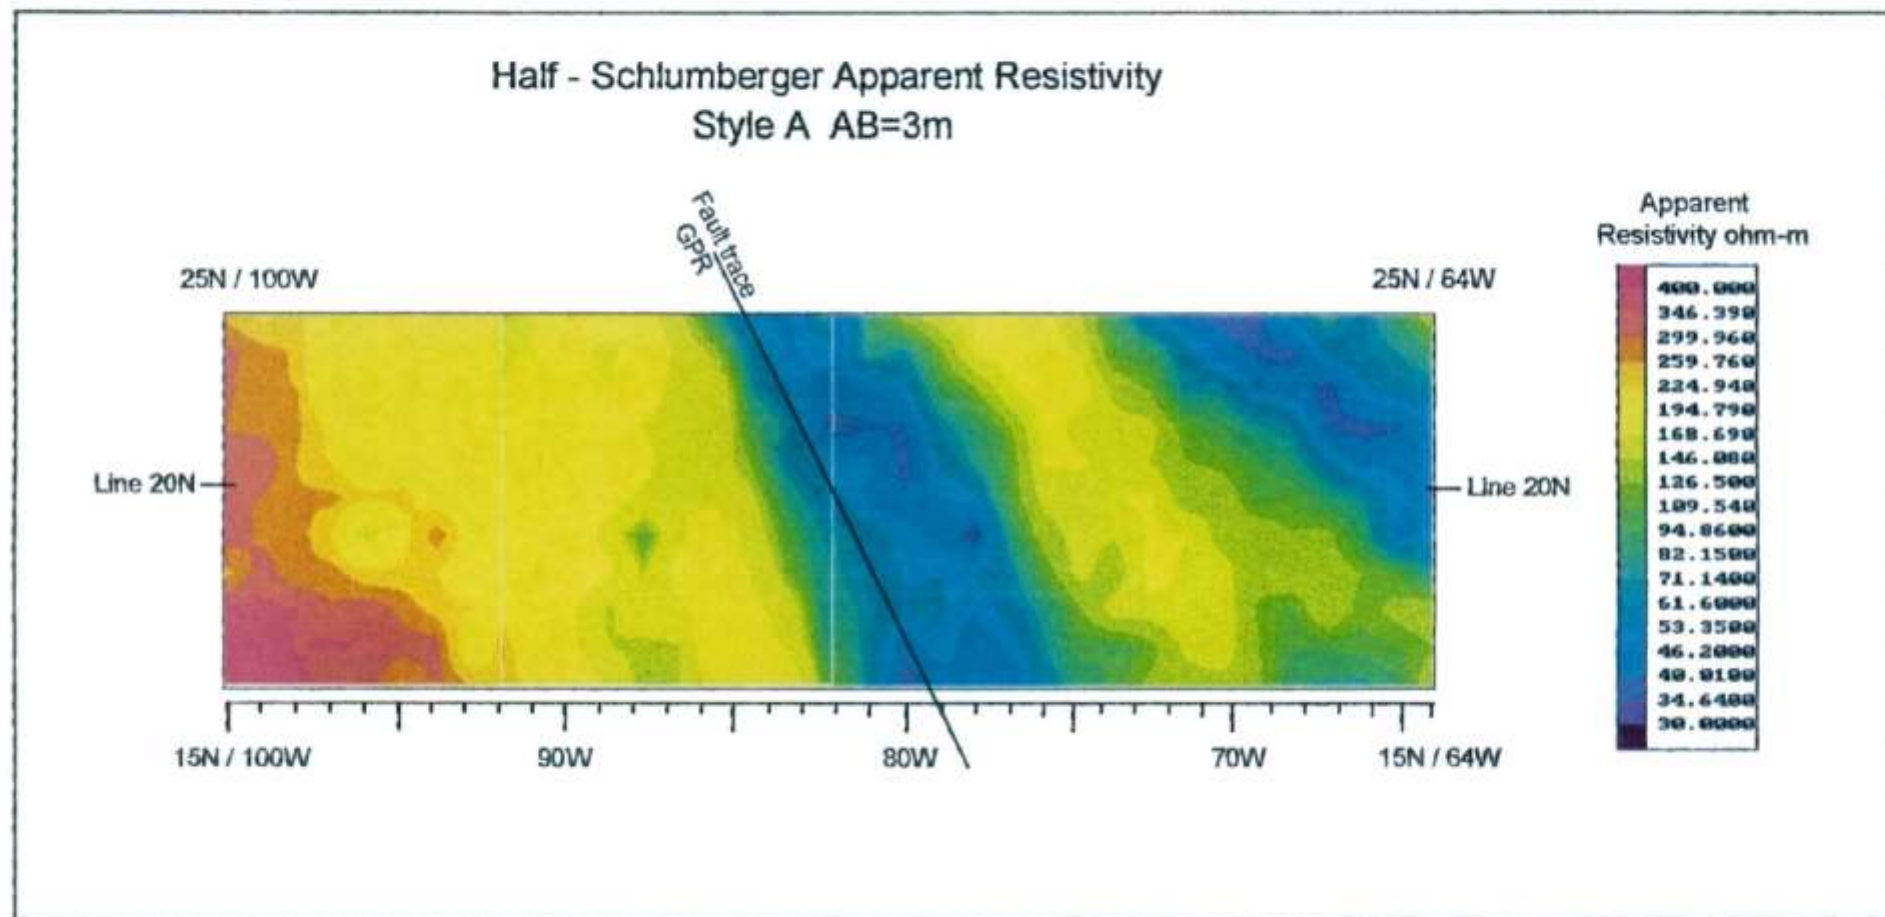 Half - Schlumberger Apparent Resistivity
Style A AB=3m
Fault trace
GPR
25N / 100W
25N / 64W
Line 20N
Line 20N
15N / 100W
90W
80W
70W
15N / 64W
Apparent
Resistivity ohm-m
400.000
346.390
299.960
259.760
224.940
194.790
168.690
146.080
126.500
109.540
94.8600
82.1500
71.1400
61.6000
53.3500
46.2000
40.0100
34.6400
30.0000